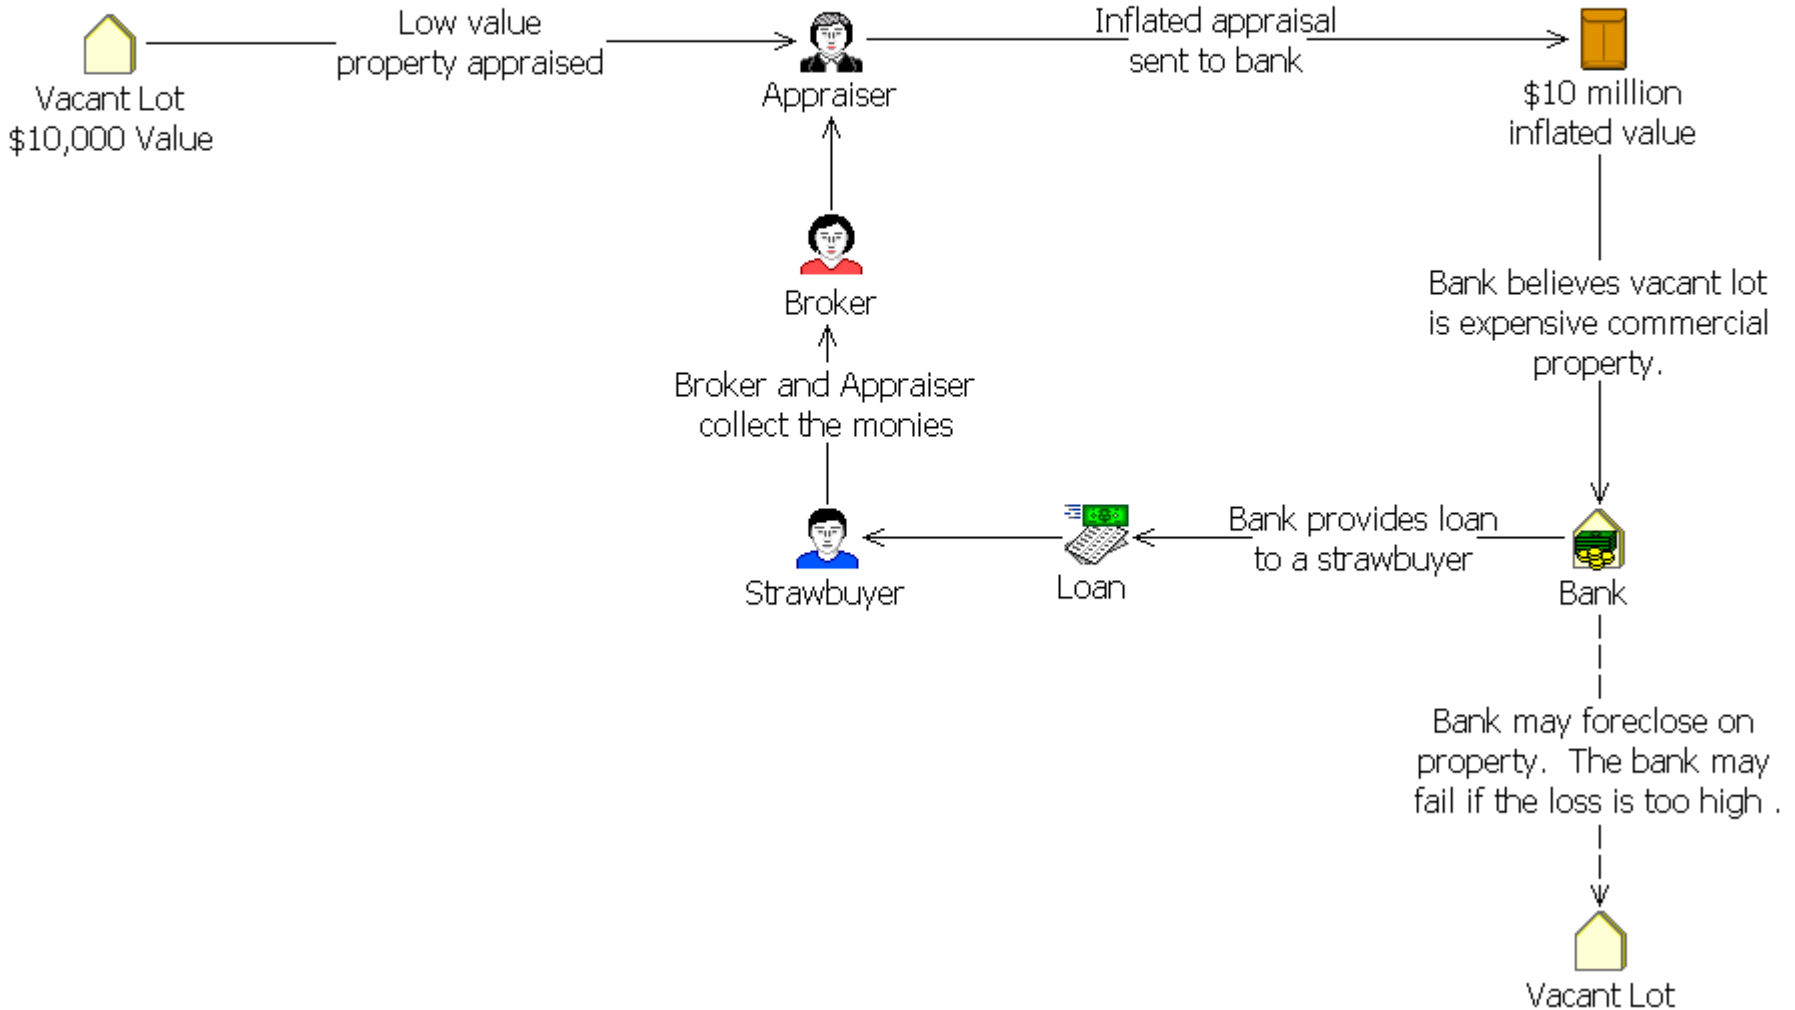 Low value
property appraised
Inflated appraisal
sent to bank
Vacant Lot
$10,000 Value
Appraiser
$10 million
inflated value
Broker
Bank believes vacant lot
is expensive commercial
property.
Broker and Appraiser
collect the monies
Bank provides loan
to a strawbuyer
Strawbuyer
Loan
Bank
Bank may foreclose on
property.  The bank may
fail if the loss is too high .
Vacant Lot